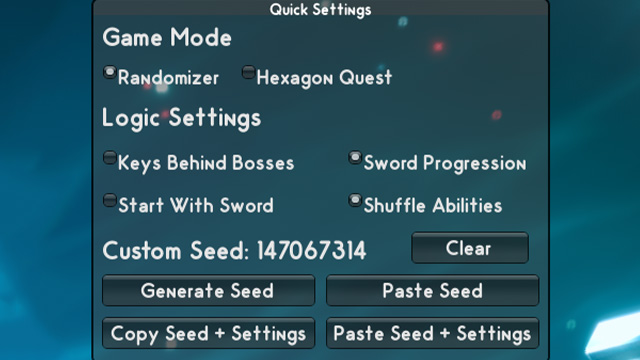 Quick Settings
Game Mode
Randomizer Hexagon Quest
Logic Settings
Keys Behind Bosses Sword Progression
Start With Sword Shuffle Abilities
Custom Seed: 147067314 Clear
Generate Seed Paste Seed
Copy Seed + Settings Paste Seed + Settings